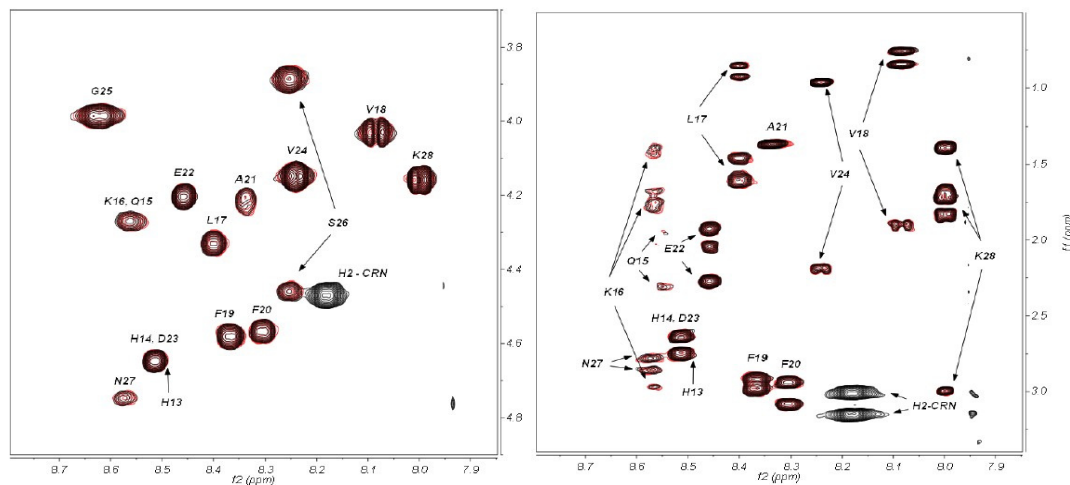 3.8
G25
4.0
V18
V24
E22
A21
K28
K16, Q15
4.2
L17
S26
H2 - CRN
4.4
F19
F20
4.6
H14, D23
N27
H13
4.8
8.7 8.6 8.5 8.4 8.3 8.2 8.1 8.0 7.9
f2 (ppm)
V18
1.0
L17
A21
V18
1.5
V24
Q15
E22
2.0
K28
K16
f1 (ppm)
H14, D23
2.5
N27
F19
F20
H13
3.0
H2-CRN
8.7 8.6 8.5 8.4 8.3 8.2 8.1 8.0 7.9
f2 (ppm)